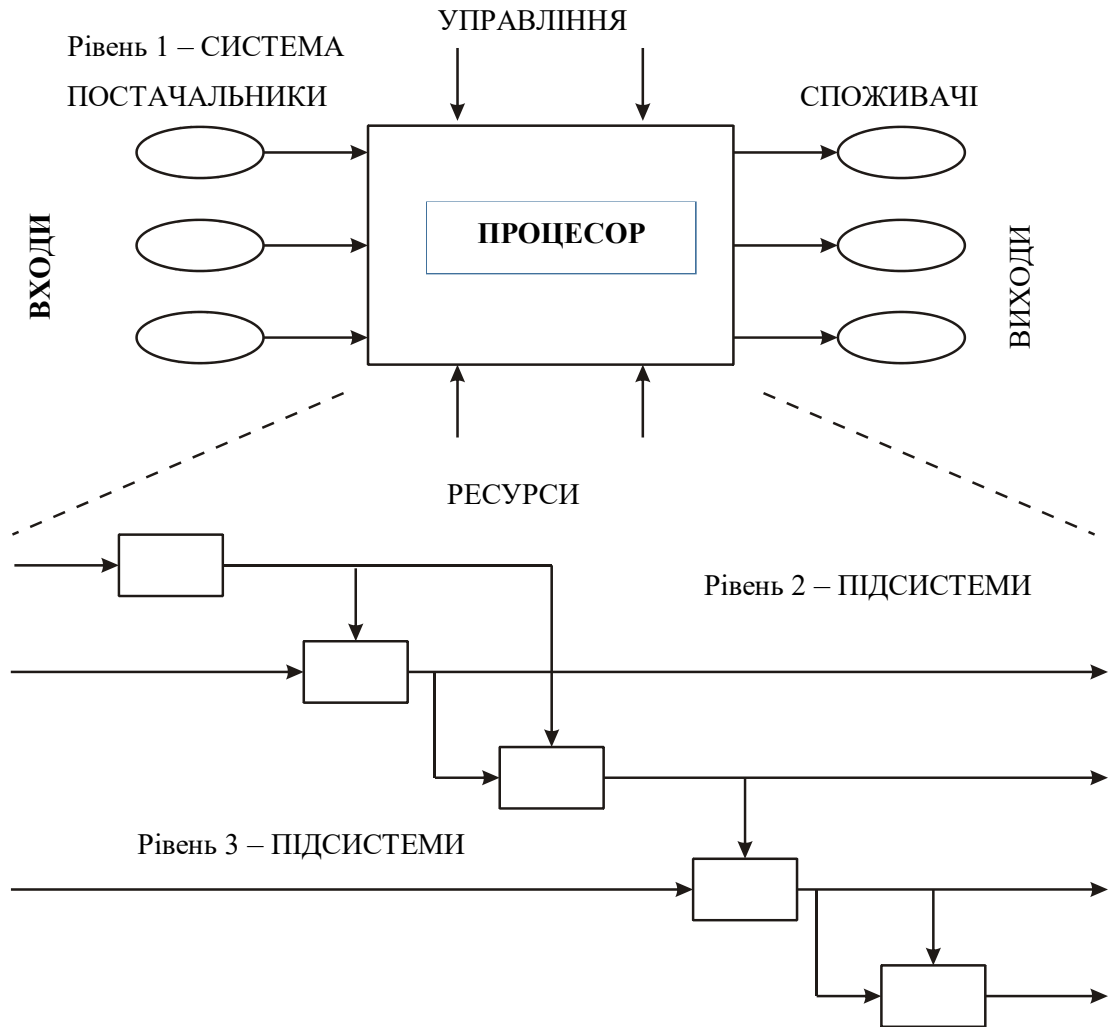 УПРАВЛІННЯ
Рівень 1 – СИСТЕМА
ПОСТАЧАЛЬНИКИ
СПОЖИВАЧІ
ВХОДИ
ПРОЦЕСОР
ВИХОДИ
РЕСУРСИ
Рівень 2 – ПІДСИСТЕМИ
Рівень 3 – ПІДСИСТЕМИ